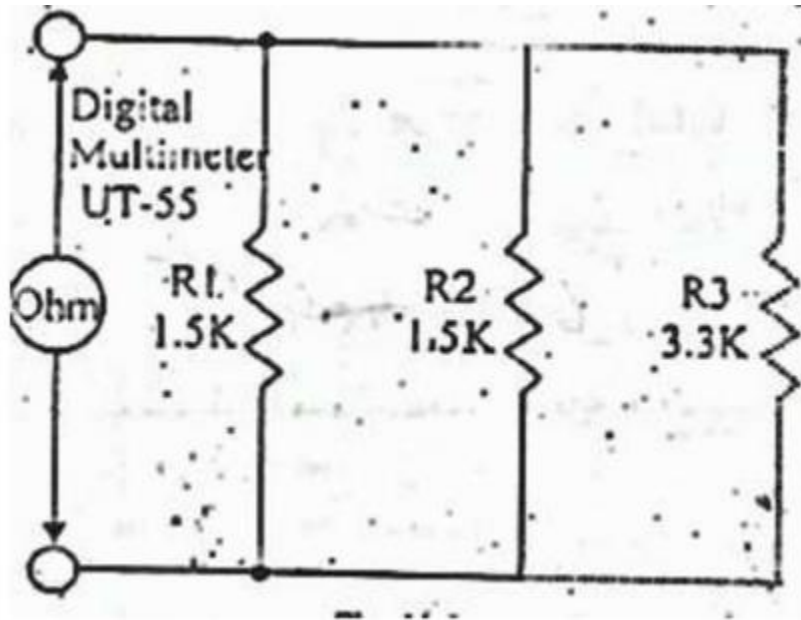 Digital
Multimeter
UT-55
Ohm
R1.
1.5K
R2
1.5K
R3
3.3K